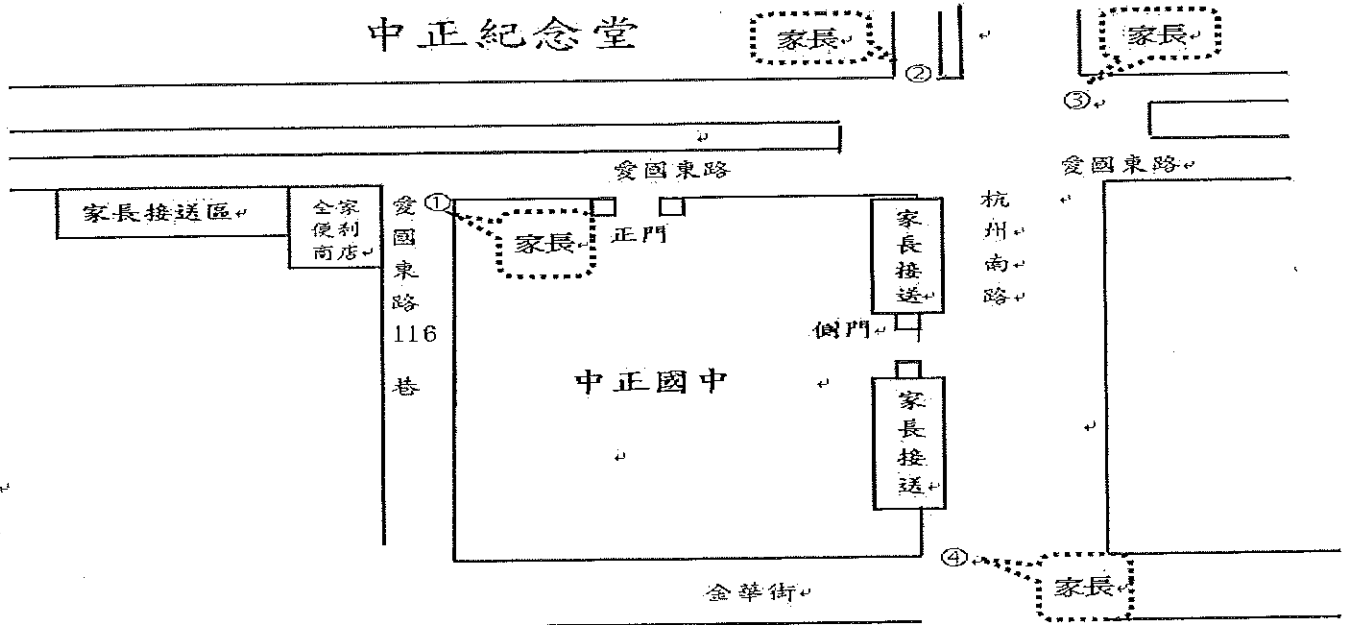 中正紀念堂
家長
家長
②
③
愛國東路
愛國東路
家長接送區
全家
便利
商店
愛國東路116巷
①
家長
正門
家長接送
杭州南路
側門
中正國中
家長接送
④
家長
金華街